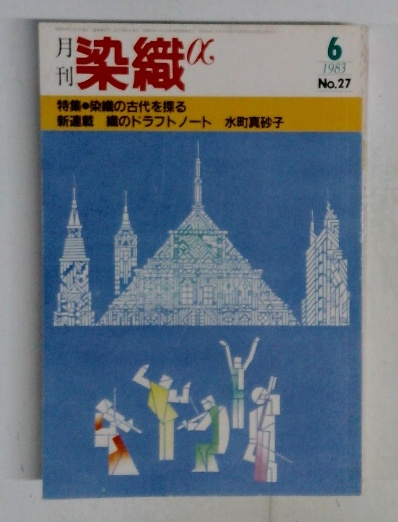 月刊 染織α
6
1983
No.27
特集●染織の古代を探る
新連載 織のドラフトノート 水町真砂子